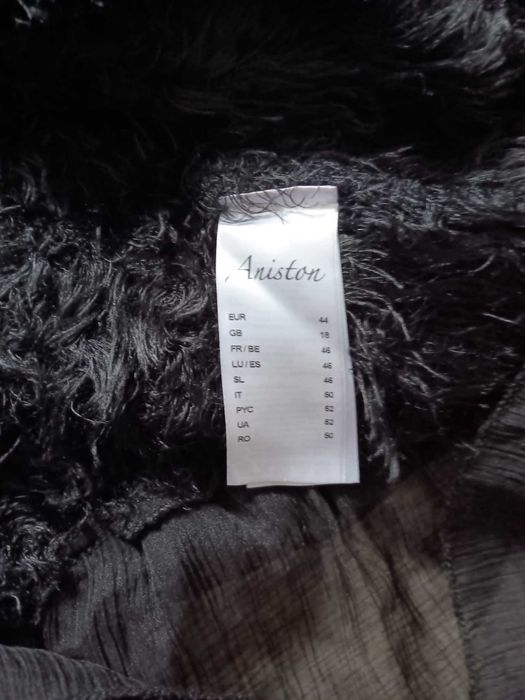 Aniston
EUR 44
GB 18
FR / BE 46
LU / ES 46
SL 46
IT 50
PYC 52
UA 52
RO 50